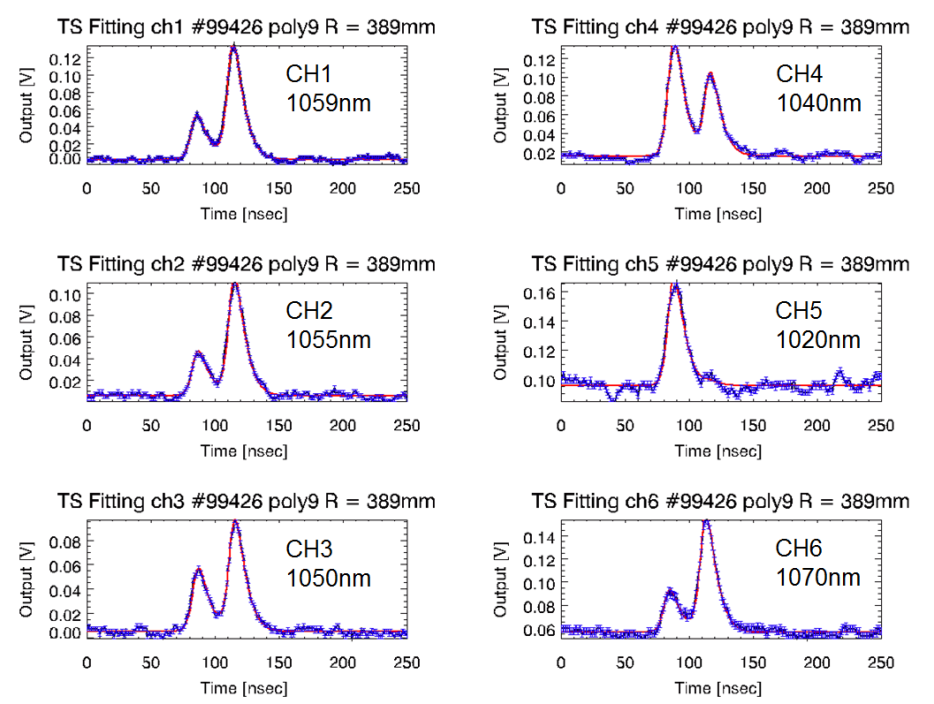 TS Fitting ch1 #99426 poly9 R = 389mm
Output [V]
0.12
0.10
0.08
0.06
0.04
0.02
0.00
CH1
1059nm
0 50 100 150 200 250
Time [nsec]
TS Fitting ch4 #99426 poly9 R = 389mm
Output [V]
0.12
0.10
0.08
0.06
0.04
0.02
CH4
1040nm
0 50 100 150 200 250
Time [nsec]
TS Fitting ch2 #99426 poly9 R = 389mm
Output [V]
0.10
0.08
0.06
0.04
0.02
CH2
1055nm
0 50 100 150 200 250
Time [nsec]
TS Fitting ch5 #99426 poly9 R = 389mm
Output [V]
0.16
0.14
0.12
0.10
CH5
1020nm
0 50 100 150 200 250
Time [nsec]
TS Fitting ch3 #99426 poly9 R = 389mm
Output [V]
0.08
0.06
0.04
0.02
0.00
CH3
1050nm
0 50 100 150 200 250
Time [nsec]
TS Fitting ch6 #99426 poly9 R = 389mm
Output [V]
0.14
0.12
0.10
0.08
0.06
CH6
1070nm
0 50 100 150 200 250
Time [nsec]